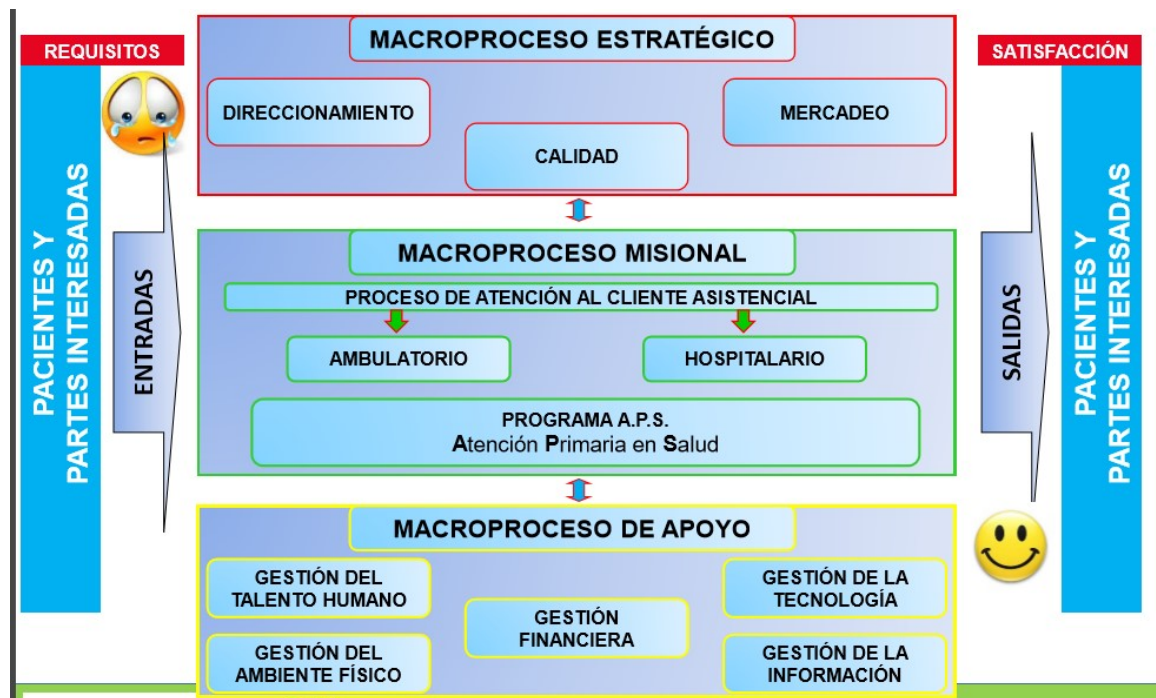 MACROPROCESO ESTRATÉGICO
REQUISITOS
SATISFACCIÓN
DIRECCIONAMIENTO
MERCADEO
CALIDAD
PACIENTES Y
PARTES INTERESADAS
ENTRADAS
MACROPROCESO MISIONAL
PROCESO DE ATENCIÓN AL CLIENTE ASISTENCIAL
AMBULATORIO
HOSPITALARIO
PROGRAMA A.P.S.
Atención Primaria en Salud
SALIDAS
PACIENTES Y
PARTES INTERESADAS
MACROPROCESO DE APOYO
GESTIÓN DEL
TALENTO HUMANO
GESTIÓN
FINANCIERA
GESTIÓN DE LA
TECNOLOGÍA
GESTIÓN DEL
AMBIENTE FÍSICO
GESTIÓN DE LA
INFORMACIÓN